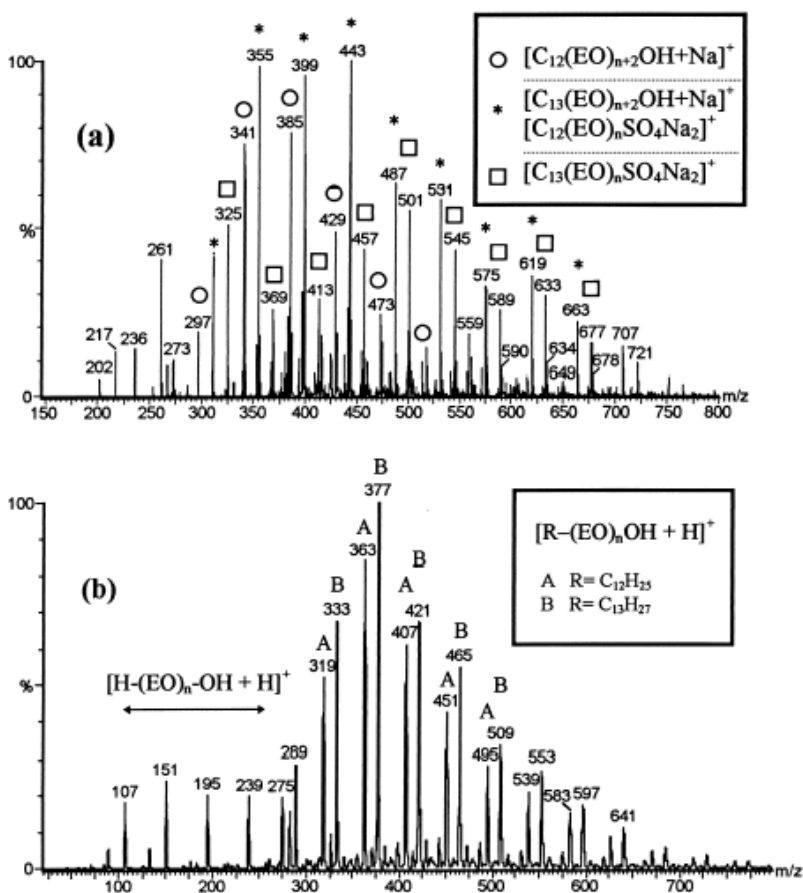 [C12(EO)n+2OH+Na]+
[C13(EO)n+2OH+Na]+
[C12(EO)nSO4Na2]+
[C13(EO)nSO4Na2]+
(a)
100
%
0
* 355
* 399
* 443
341
385
325
* 487
501
* 531
429
457
545
369
413
473
* 575
589
* 619
633
* 663
677
261
297
*
217
236
273
202
559
590
634
649
678
707
721
150 200 250 300 350 400 450 500 550 600 650 700 750 800 m/z
(b)
100
%
0
[R–(EO)nOH + H]+
A R= C12H25
B R= C13H27
[H-(EO)n-OH + H]+
B
377
A
363
B
333
A
319
A
407
B
421
B
465
A
451
A
495
B
509
107
151
195
239
275
289
539
553
583
597
641
100 200 300 400 500 600 700 m/z